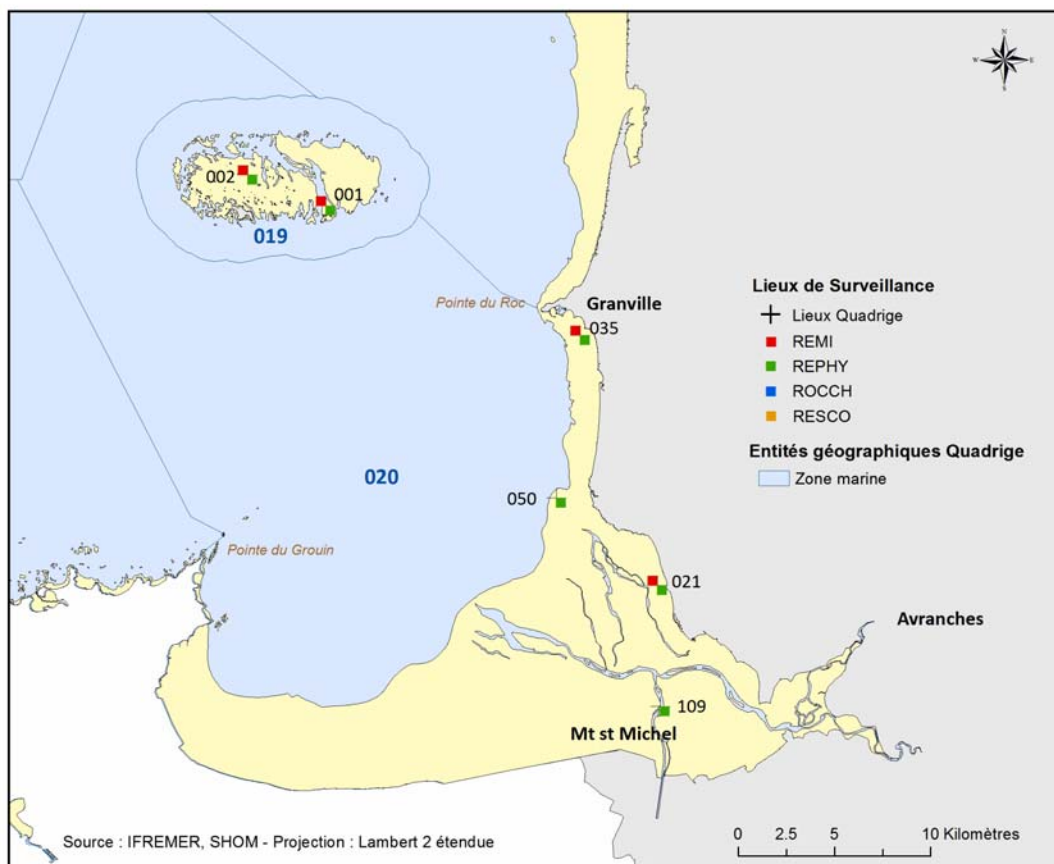 N
W
E
S
002
001
019
Pointe du Roc
Granville
035
Lieux de Surveillance
Lieux Quadrige
REMI
REPHY
ROCCH
RESCO
Entités géographiques Quadrige
Zone marine
020
050
Pointe du Grouin
021
Avranches
109
Mt st Michel
Source : IFREMER, SHOM - Projection : Lambert 2 étendue
0 2.5 5 10 Kilomètres